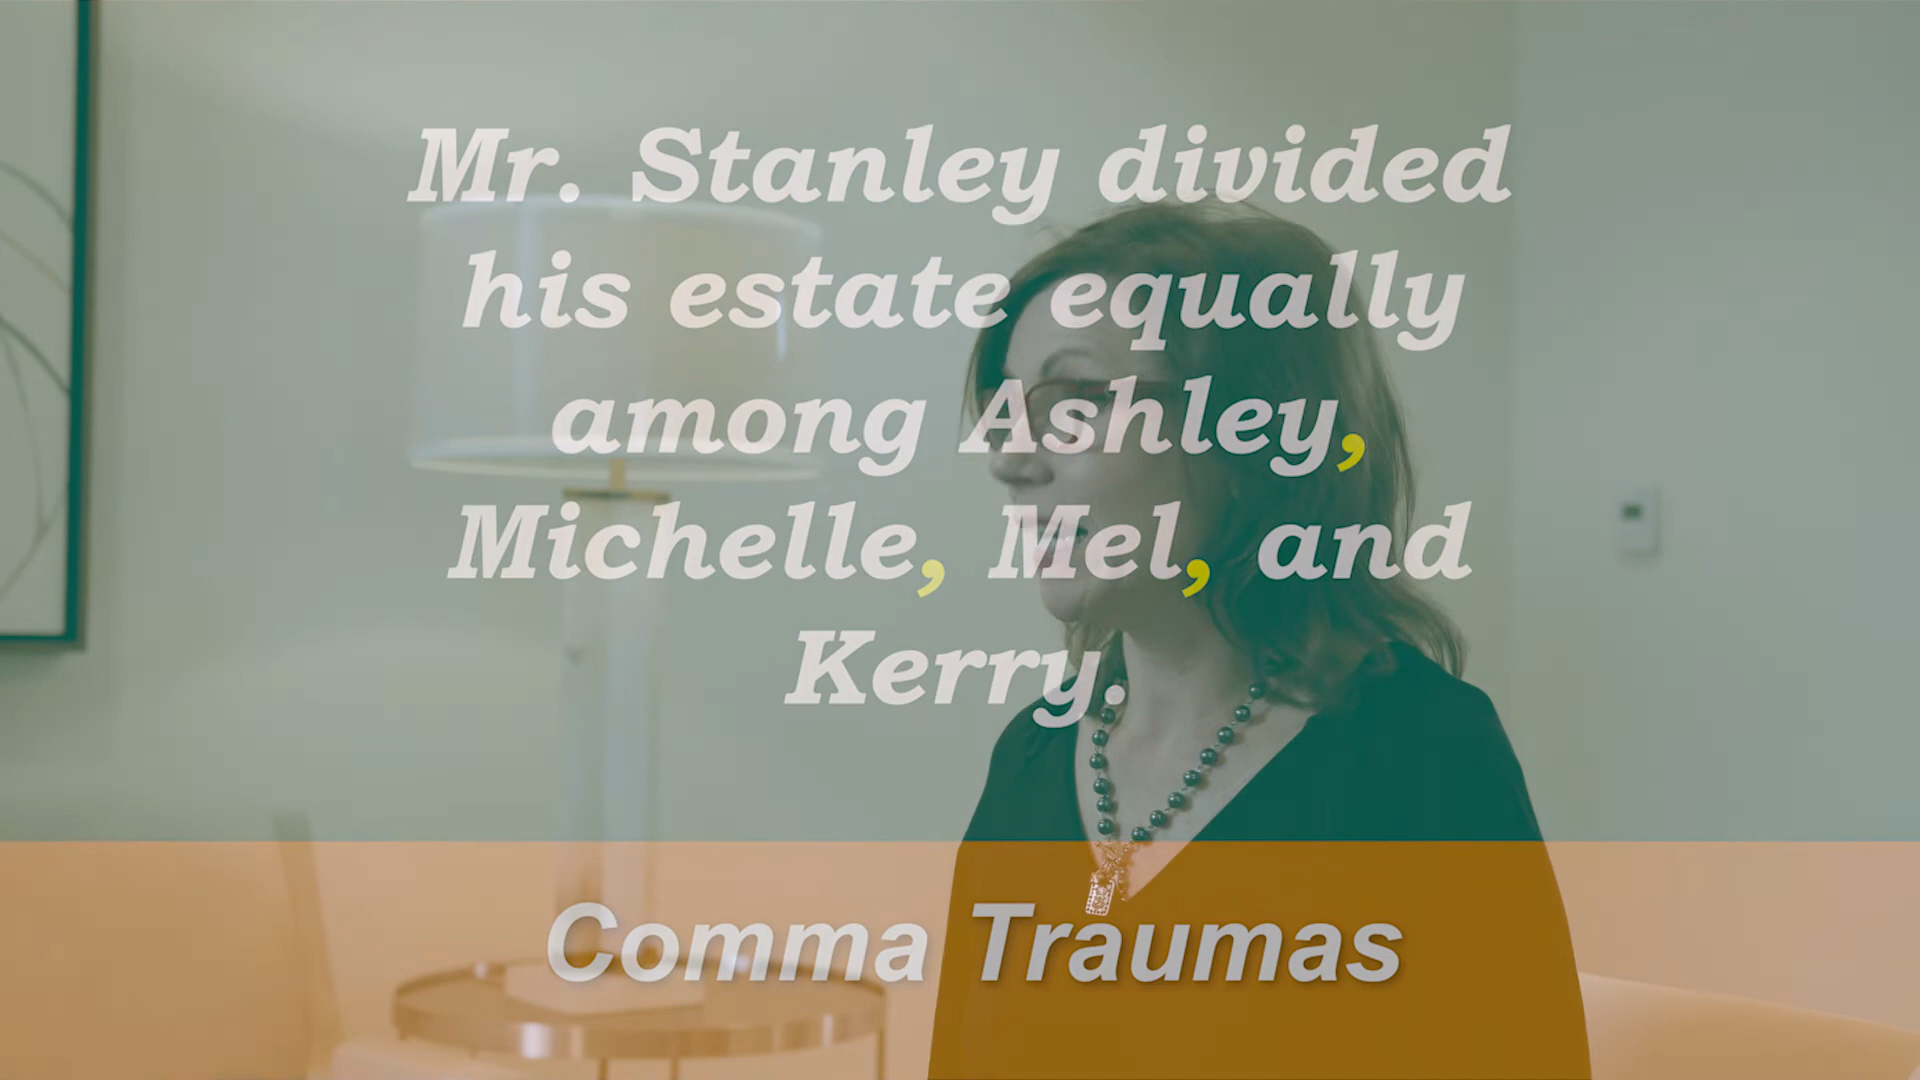 Mr. Stanley divided
his estate equally
among Ashley,
Michelle, Mel, and
Kerry.
Comma Traumas